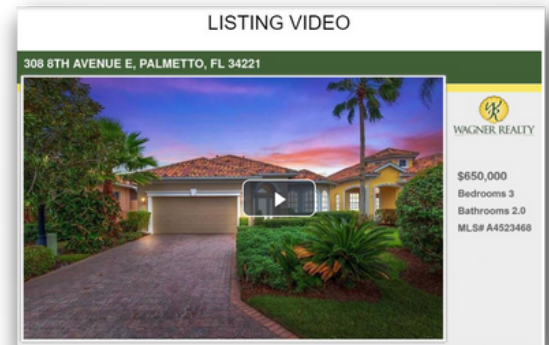 LISTING VIDEO
308 8TH AVENUE E, PALMETTO, FL 34221
WR
WAGNER REALTY
$650,000
Bedrooms 3
Bathrooms 2.0
MLS# A4523468